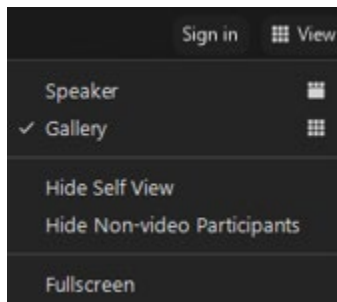 Sign in View
Speaker
Gallery
Hide Self View
Hide Non-video Participants
Fullscreen